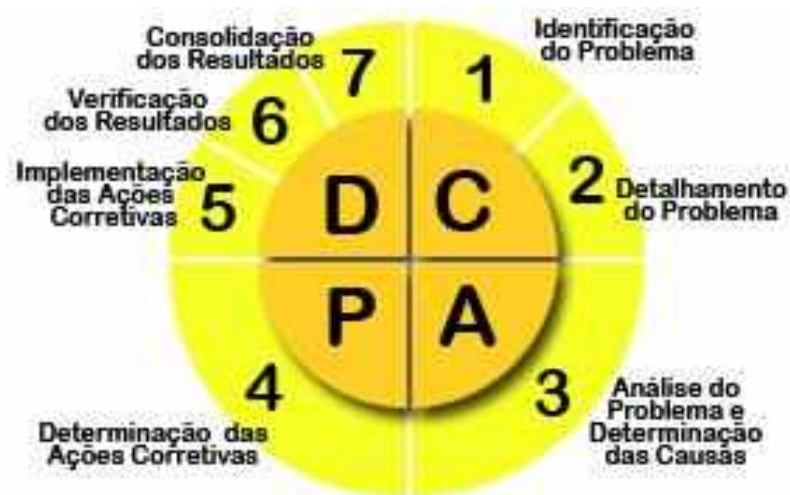 1
Identificação
do Problema
2
Detalhamento
do Problema
3
Análise do
Problema e
Determinação
das Causas
4
Determinação das
Ações Corretivas
5
Implementação
das Ações
Corretivas
6
Verificação
dos Resultados
7
Consolidação
dos Resultados
D C
P A